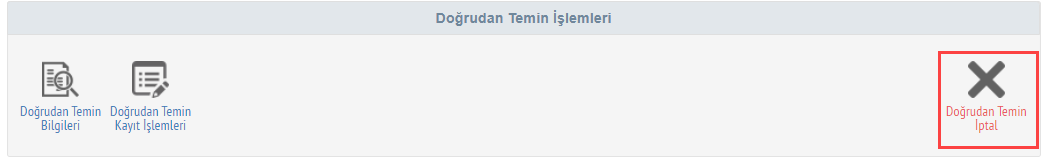 Doğrudan Temin İşlemleri
Doğrudan Temin
Bilgileri
Doğrudan Temin
Kayıt İşlemleri
Doğrudan Temin
İptal